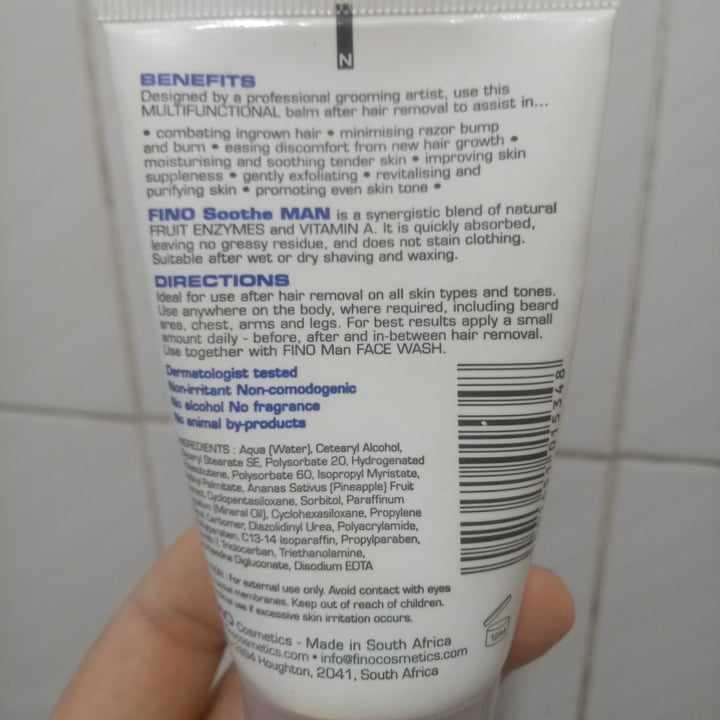 N
BENEFITS
Designed by a professional grooming artist, use this
MULTIFUNCTIONAL balm after hair removal to assist in...
• combating ingrown hair • minimising razor bump
and burn • easing discomfort from new hair growth •
moisturising and soothing tender skin • improving skin
suppleness • gently exfoliating • revitalising and
purifying skin • promoting even skin tone •
FINO Soothe MAN is a synergistic blend of natural
FRUIT ENZYMES and VITAMIN A. It is quickly absorbed,
leaving no greasy residue, and does not stain clothing.
Suitable after wet or dry shaving and waxing.
DIRECTIONS
Ideal for use after hair removal on all skin types and tones.
Use anywhere on the body, where required, including beard
area, chest, arms and legs. For best results apply a small
amount daily - before, after and in-between hair removal.
Use together with FINO Man FACE WASH.
Dermatologist tested
Non-irritant Non-comodogenic
No alcohol No fragrance
No animal by-products
INGREDIENTS : Aqua (Water), Cetearyl Alcohol,
Stearate SE, Polysorbate 20, Hydrogenated
Polysorbate 60, Isopropyl Myristate,
Palmitate, Ananas Sativus (Pineapple) Fruit
Cyclopentasiloxane, Sorbitol, Paraffinum
(Mineral Oil), Cyclohexasiloxane, Propylene
Carbomer, Diazolidinyl Urea, Polyacrylamide,
C13-14 Isoparaffin, Propylparaben,
Triclocarban, Triethanolamine,
Digluconate, Disodium EDTA
For external use only. Avoid contact with eyes
membranes. Keep out of reach of children.
use if excessive skin irritation occurs.
Cosmetics - Made in South Africa
• info@finocosmetics.com
Houghton, 2041, South Africa
12M